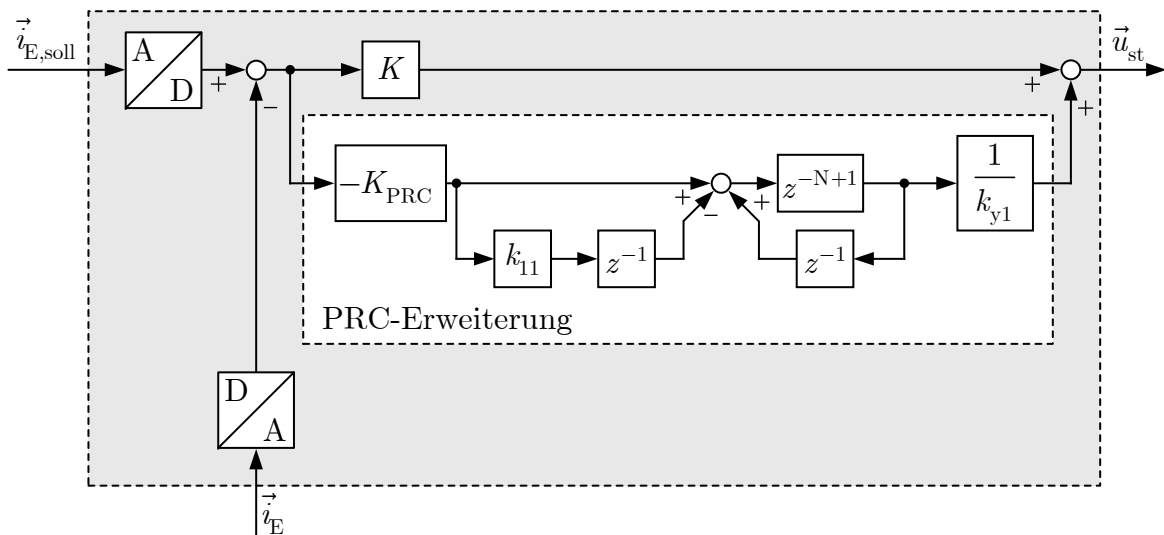 i⃗_E,soll
A
D
+
−
K
+
+
u⃗_st
−K_PRC
+
−
+
z^−N+1
1
k_y1
k_11
z^−1
z^−1
PRC-Erweiterung
D
A
i⃗_E